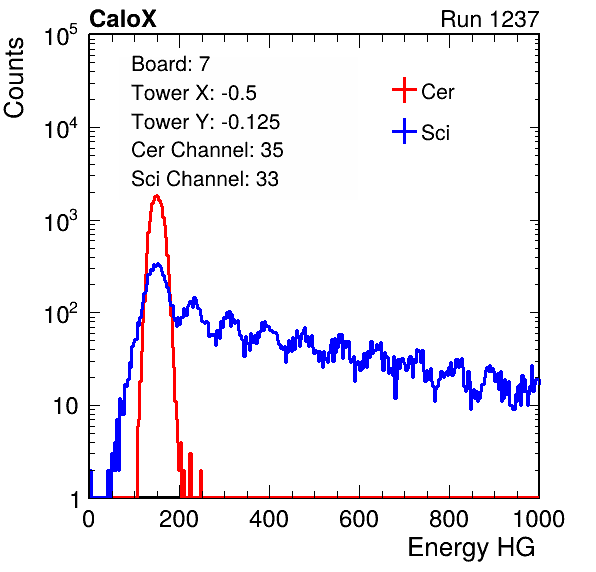 CaloX Run 1237
Counts
Board: 7
Tower X: -0.5
Tower Y: -0.125
Cer Channel: 35
Sci Channel: 33
Cer
Sci
10^5
10^4
10^3
10^2
10
1
0 200 400 600 800 1000
Energy HG